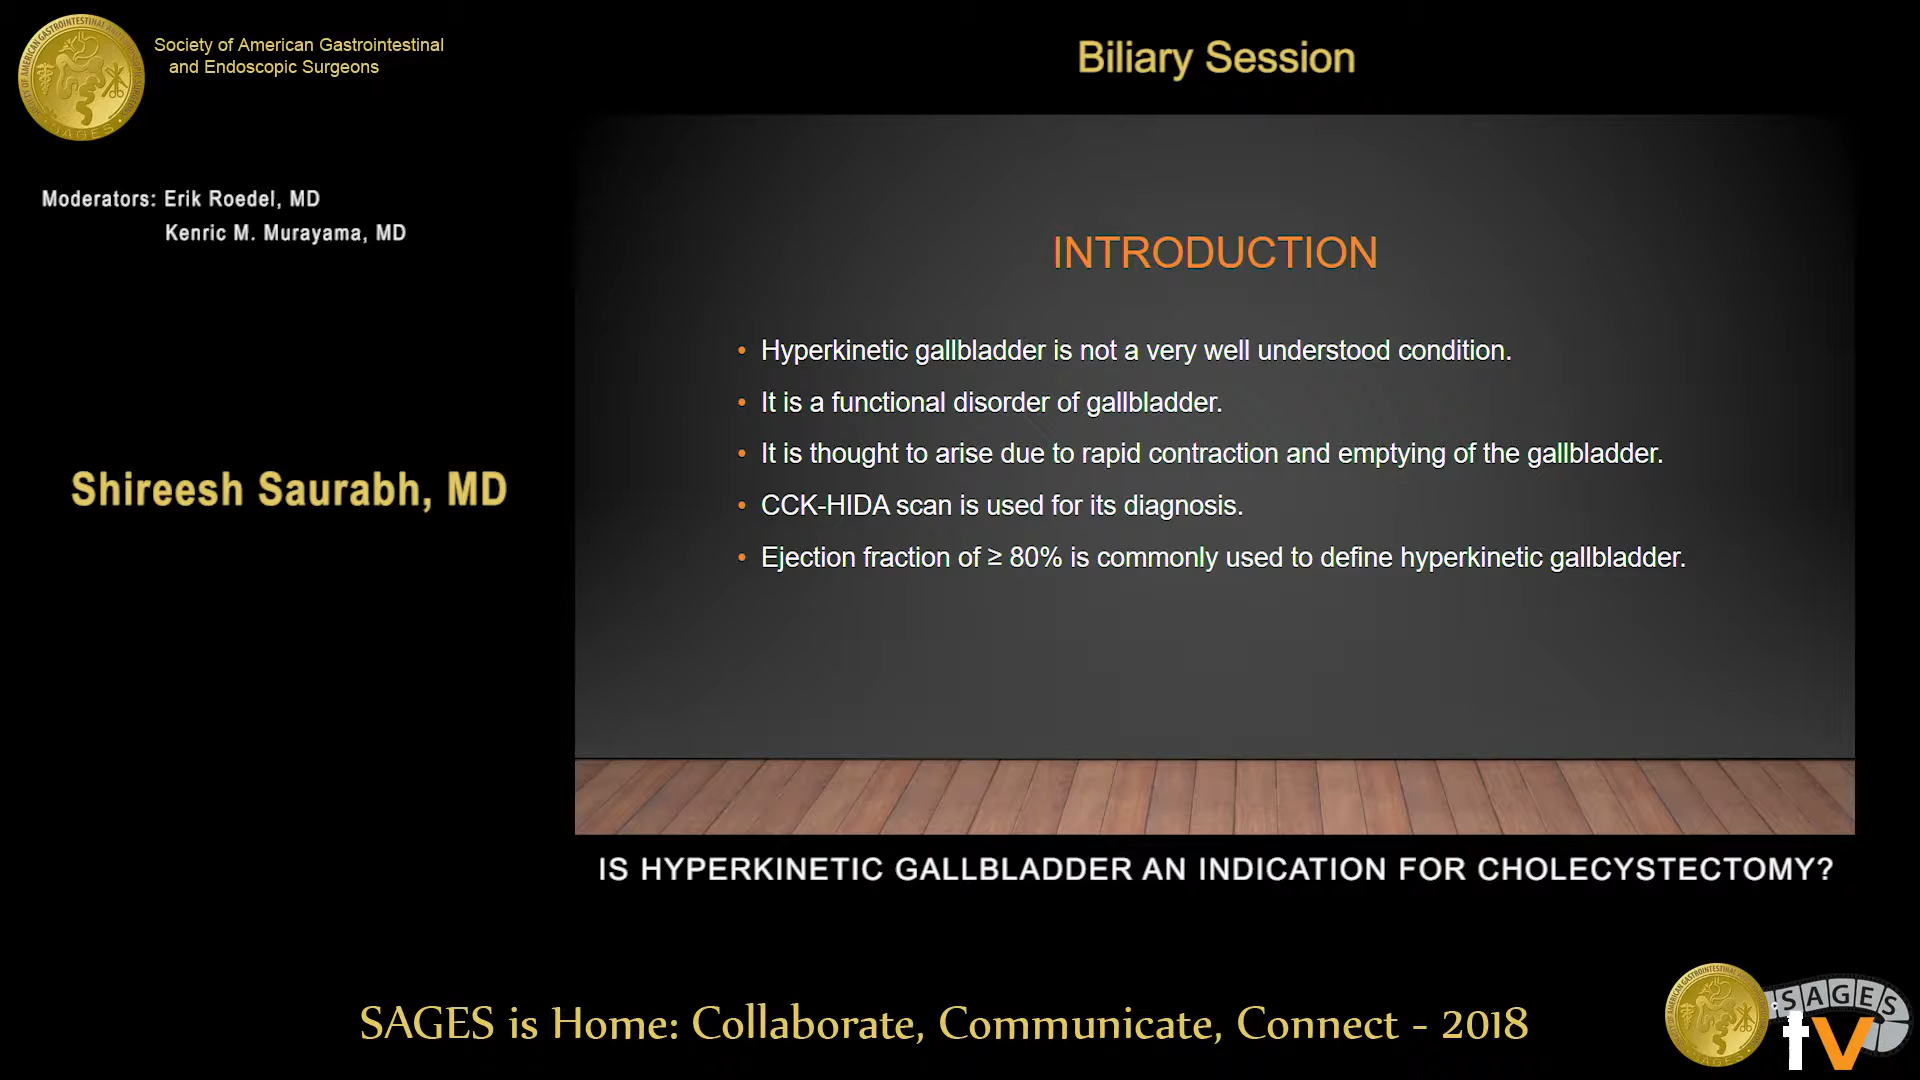 Society of American Gastrointestinal
and Endoscopic Surgeons
Biliary Session
Moderators: Erik Roedel, MD
Kenric M. Murayama, MD
Shireesh Saurabh, MD
INTRODUCTION
• Hyperkinetic gallbladder is not a very well understood condition.
• It is a functional disorder of gallbladder.
• It is thought to arise due to rapid contraction and emptying of the gallbladder.
• CCK-HIDA scan is used for its diagnosis.
• Ejection fraction of ≥ 80% is commonly used to define hyperkinetic gallbladder.
IS HYPERKINETIC GALLBLADDER AN INDICATION FOR CHOLECYSTECTOMY?
SAGES is Home: Collaborate, Communicate, Connect - 2018
SAGES
tv